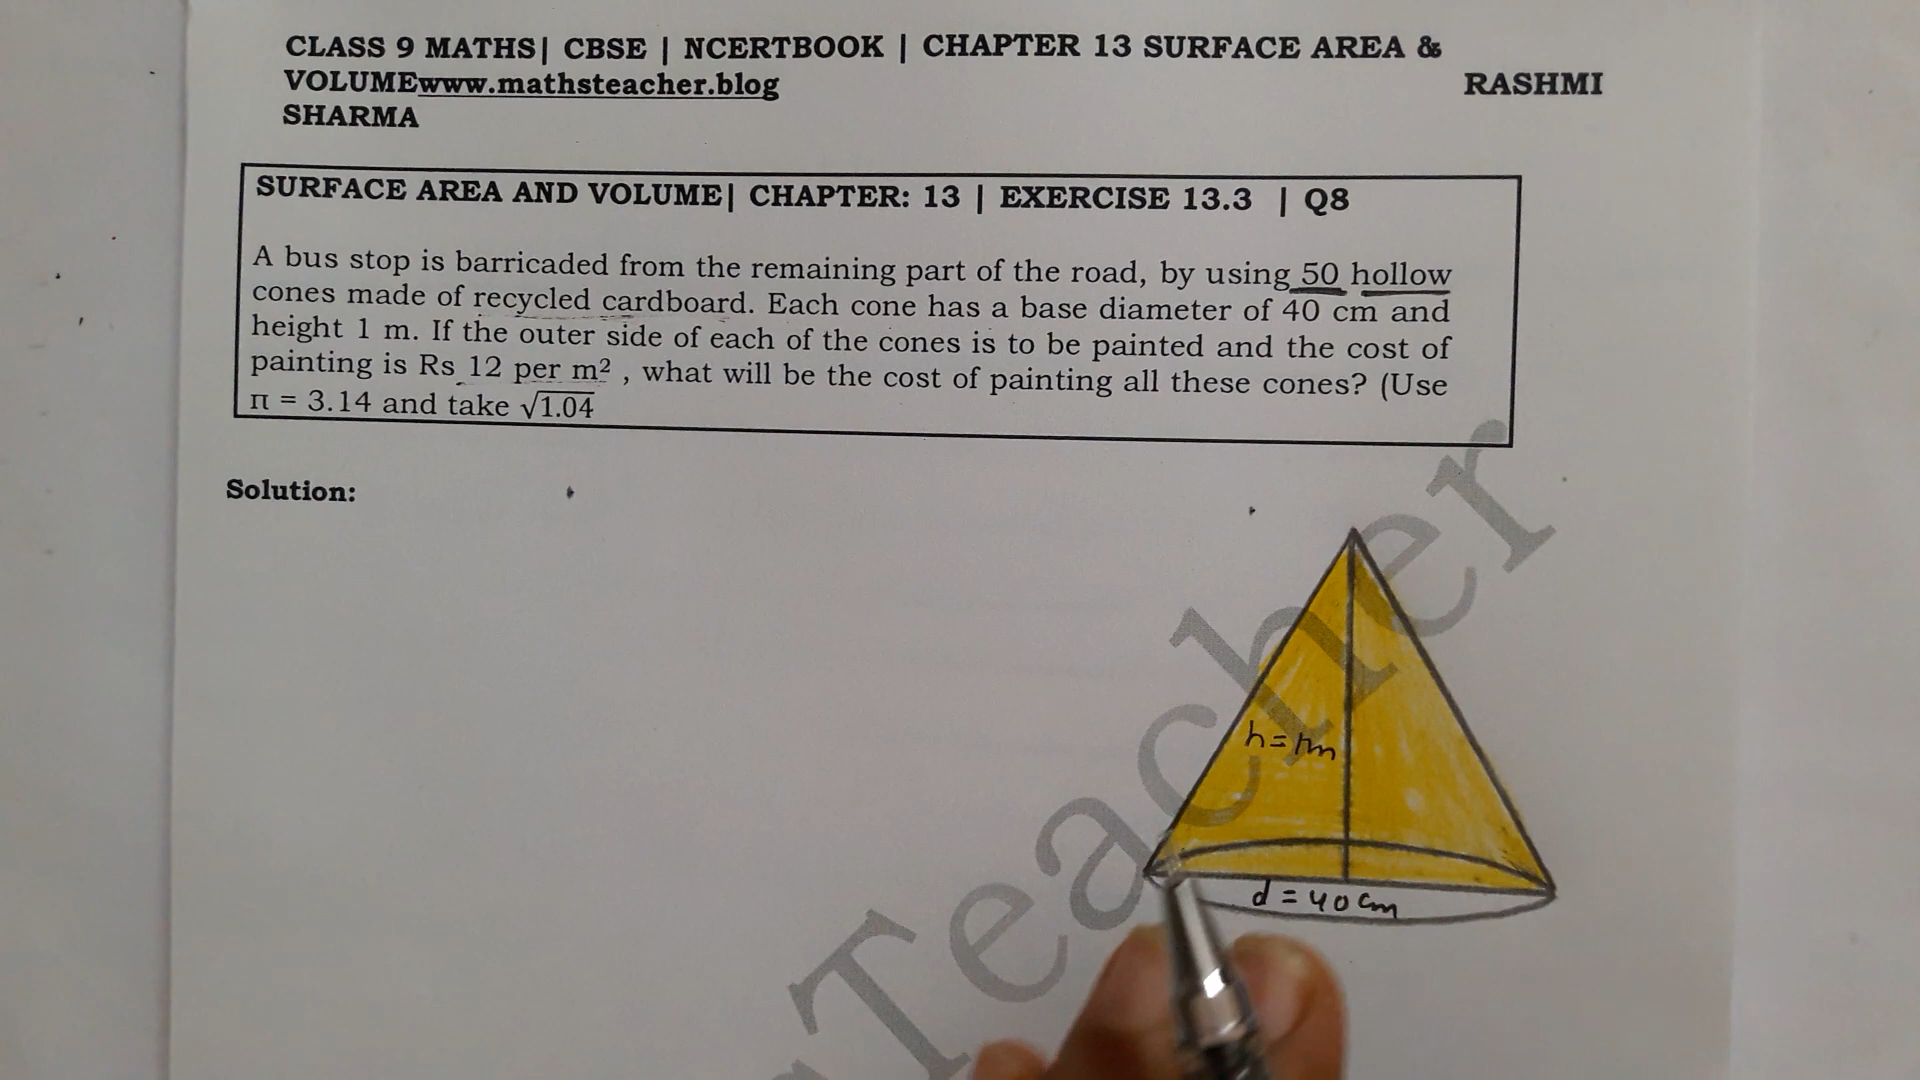 CLASS 9 MATHS| CBSE | NCERTBOOK | CHAPTER 13 SURFACE AREA &
VOLUMEwww.mathsteacher.blog RASHMI
SHARMA
SURFACE AREA AND VOLUME| CHAPTER: 13 | EXERCISE 13.3 | Q8
A bus stop is barricaded from the remaining part of the road, by using 50 hollow
cones made of recycled cardboard. Each cone has a base diameter of 40 cm and
height 1 m. If the outer side of each of the cones is to be painted and the cost of
painting is Rs 12 per m² , what will be the cost of painting all these cones? (Use
π = 3.14 and take √1.04
Solution:
h=1m
d=40cm
Teacher